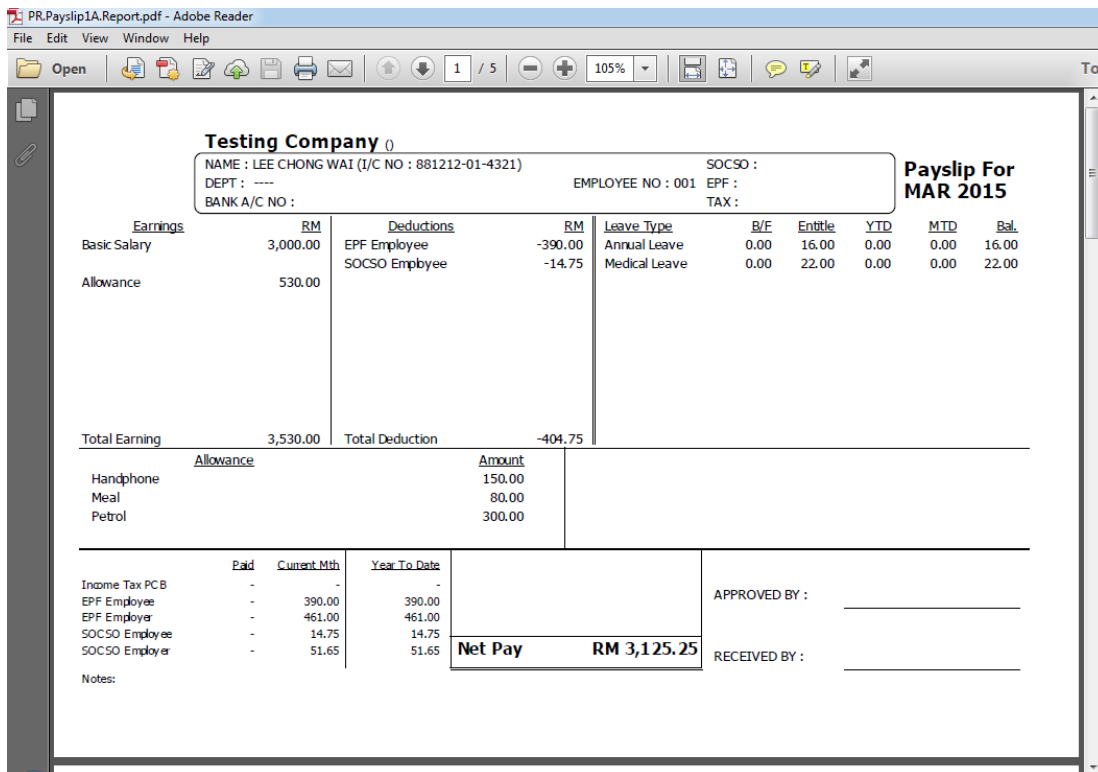 PR.Payslip1A.Report.pdf - Adobe Reader
File Edit View Window Help
Open 1 / 5 105%
Testing Company ()
NAME : LEE CHONG WAI (I/C NO : 881212-01-4321) SOCSO :
DEPT : ---- EMPLOYEE NO : 001 EPF :
BANK A/C NO : TAX :
Payslip For
MAR 2015
Earnings RM Deductions RM Leave Type B/F Entitle YTD MTD Bal.
Basic Salary 3,000.00 EPF Employee -390.00 Annual Leave 0.00 16.00 0.00 0.00 16.00
SOCSO Employee -14.75 Medical Leave 0.00 22.00 0.00 0.00 22.00
Allowance 530.00
Total Earning 3,530.00 Total Deduction -404.75
Allowance Amount
Handphone 150.00
Meal 80.00
Petrol 300.00
Paid Current Mth Year To Date
Income Tax PCB - - -
EPF Employee - 390.00 390.00
EPF Employer - 461.00 461.00
SOCSO Employee - 14.75 14.75
SOCSO Employer - 51.65 51.65
Net Pay RM 3,125.25
APPROVED BY :
RECEIVED BY :
Notes: